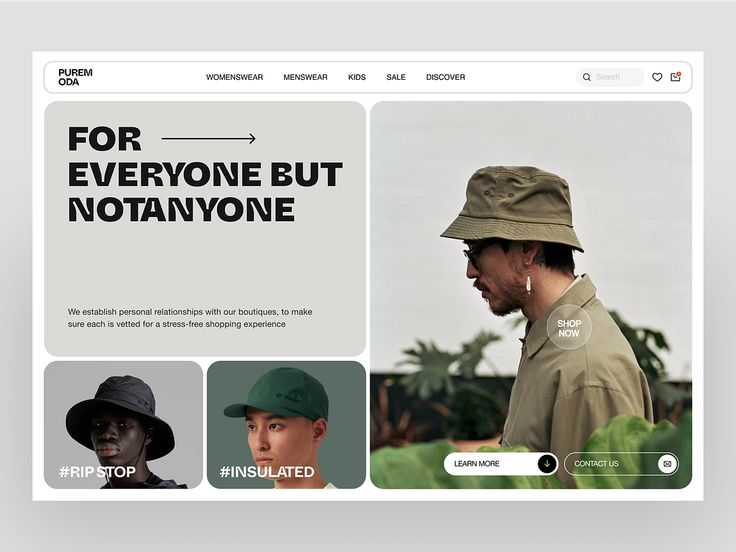 PUREM
ODA
WOMENSWEAR
MENSWEAR
KIDS
SALE
DISCOVER
Search
FOR
EVERYONE BUT
NOTANYONE
We establish personal relationships with our boutiques, to make
sure each is vetted for a stress-free shopping experience
#RIPSTOP
#INSULATED
SHOP
NOW
LEARN MORE
CONTACT US